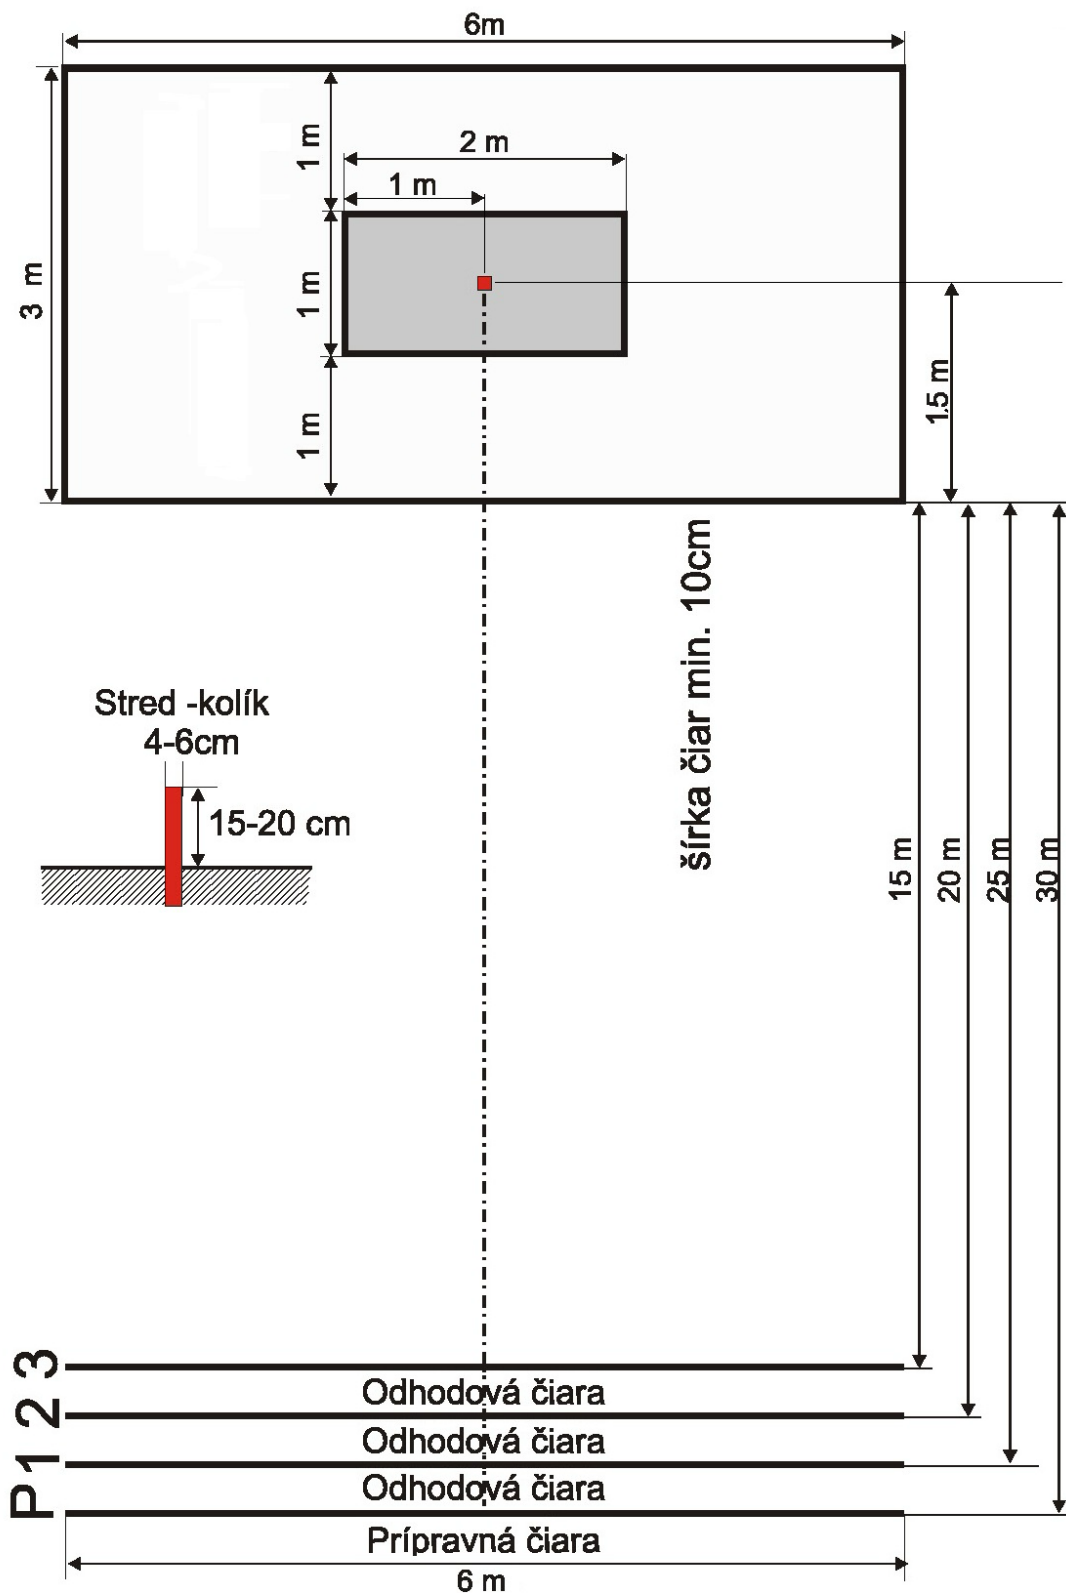 6m
2 m
1 m
1 m
3 m
1 m
1.5 m
1 m
šírka čiar min. 10cm
Stred -kolík
4-6cm
15-20 cm
15 m
20 m
25 m
30 m
3
Odhodová čiara
2
Odhodová čiara
1
Odhodová čiara
P
Prípravná čiara
6 m